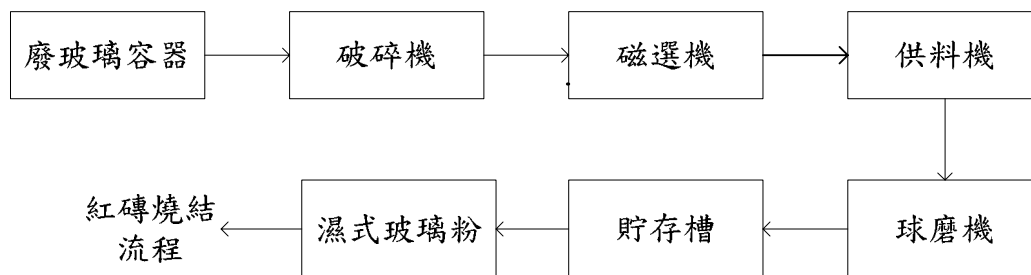 廢玻璃容器
破碎機
磁選機
供料機
球磨機
貯存槽
濕式玻璃粉
紅磚燒結
流程